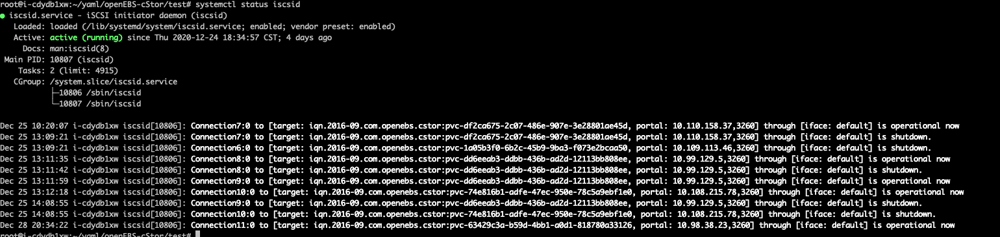 root@i-cdydb1xw:~/yaml/openEBS-cStor/test# systemctl status iscsid
● iscsid.service - iSCSI initiator daemon (iscsid)
Loaded: loaded (/lib/systemd/system/iscsid.service; enabled; vendor preset: enabled)
Active: active (running) since Thu 2020-12-24 18:34:57 CST; 4 days ago
Docs: man:iscsid(8)
Main PID: 10807 (iscsid)
Tasks: 2 (limit: 4915)
CGroup: /system.slice/iscsid.service
├─10806 /sbin/iscsid
└─10807 /sbin/iscsid
Dec 25 10:20:07 i-cdydb1xw iscsid[10806]: Connection7:0 to [target: iqn.2016-09.com.openebs.cstor:pvc-df2ca675-2c07-486e-907e-3e28801ae45d, portal: 10.110.158.37,3260] through [iface: default] is operational now
Dec 25 13:09:21 i-cdydb1xw iscsid[10806]: Connection7:0 to [target: iqn.2016-09.com.openebs.cstor:pvc-df2ca675-2c07-486e-907e-3e28801ae45d, portal: 10.110.158.37,3260] through [iface: default] is shutdown.
Dec 25 13:09:21 i-cdydb1xw iscsid[10806]: Connection6:0 to [target: iqn.2016-09.com.openebs.cstor:pvc-1a05b3f0-6b2c-45b9-9ba3-f073e2bcaa50, portal: 10.109.113.46,3260] through [iface: default] is shutdown.
Dec 25 13:11:35 i-cdydb1xw iscsid[10806]: Connection8:0 to [target: iqn.2016-09.com.openebs.cstor:pvc-dd6eeab3-ddbb-436b-ad2d-12113bb808ee, portal: 10.99.129.5,3260] through [iface: default] is operational now
Dec 25 13:11:42 i-cdydb1xw iscsid[10806]: Connection8:0 to [target: iqn.2016-09.com.openebs.cstor:pvc-dd6eeab3-ddbb-436b-ad2d-12113bb808ee, portal: 10.99.129.5,3260] through [iface: default] is shutdown.
Dec 25 13:11:59 i-cdydb1xw iscsid[10806]: Connection9:0 to [target: iqn.2016-09.com.openebs.cstor:pvc-dd6eeab3-ddbb-436b-ad2d-12113bb808ee, portal: 10.99.129.5,3260] through [iface: default] is operational now
Dec 25 13:12:18 i-cdydb1xw iscsid[10806]: Connection10:0 to [target: iqn.2016-09.com.openebs.cstor:pvc-74e816b1-adfe-47ec-950e-78c5a9ebf1e0, portal: 10.108.215.78,3260] through [iface: default] is operational now
Dec 25 14:08:55 i-cdydb1xw iscsid[10806]: Connection9:0 to [target: iqn.2016-09.com.openebs.cstor:pvc-dd6eeab3-ddbb-436b-ad2d-12113bb808ee, portal: 10.99.129.5,3260] through [iface: default] is shutdown.
Dec 25 14:08:55 i-cdydb1xw iscsid[10806]: Connection10:0 to [target: iqn.2016-09.com.openebs.cstor:pvc-74e816b1-adfe-47ec-950e-78c5a9ebf1e0, portal: 10.108.215.78,3260] through [iface: default] is shutdown.
Dec 28 20:34:22 i-cdydb1xw iscsid[10806]: Connection11:0 to [target: iqn.2016-09.com.openebs.cstor:pvc-63429c3a-b59d-4bb1-a0d1-818780a33126, portal: 10.98.38.23,3260] through [iface: default] is operational now
root@i-cdydb1xw:~/yaml/openEBS-cStor/test#